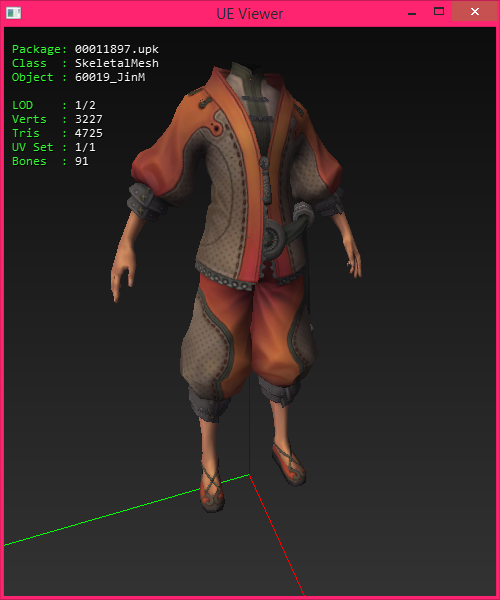 UE Viewer
Package: 00011897.upk
Class : SkeletalMesh
Object : 60019_JinM
LOD : 1/2
Verts : 3227
Tris : 4725
UV Set : 1/1
Bones : 91